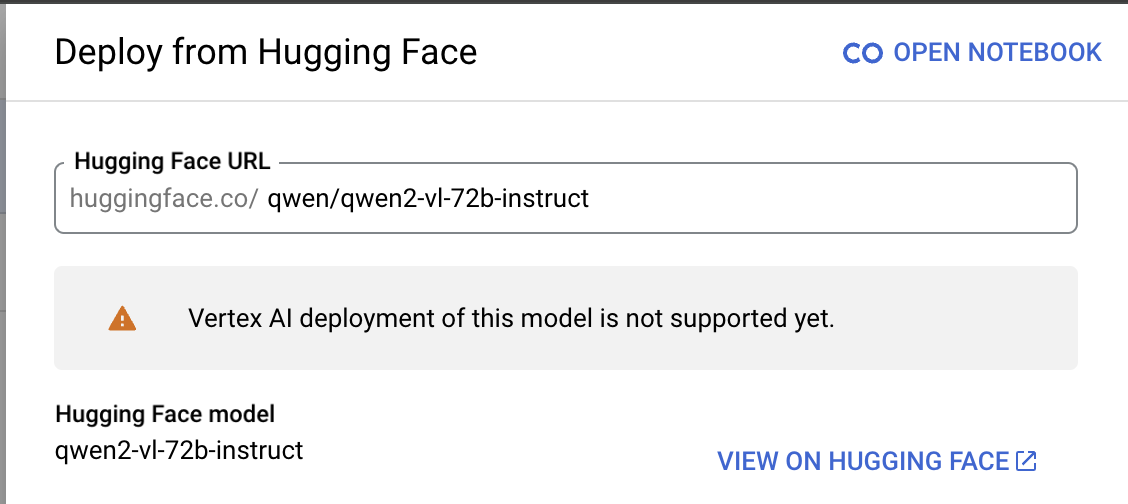 Deploy from Hugging Face
OPEN NOTEBOOK
Hugging Face URL
huggingface.co/ qwen/qwen2-vl-72b-instruct
Vertex AI deployment of this model is not supported yet.
Hugging Face model
qwen2-vl-72b-instruct
VIEW ON HUGGING FACE